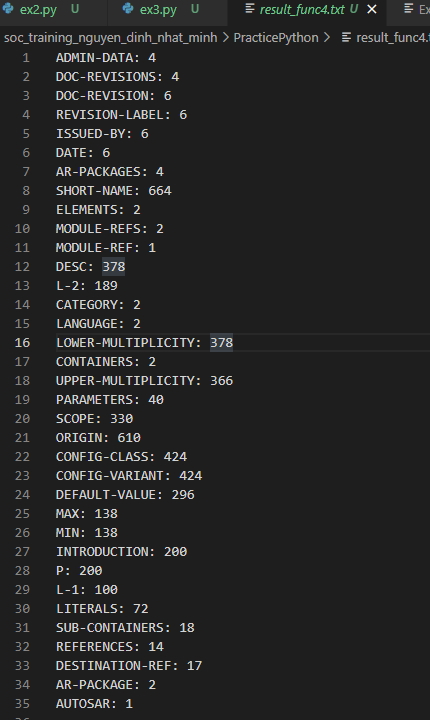 ex2.py U ex3.py U result_func4.txt U × E
soc_training_nguyen_dinh_nhat_minh > PracticePython > result_func4.
1 ADMIN-DATA: 4
2 DOC-REVISIONS: 4
3 DOC-REVISION: 6
4 REVISION-LABEL: 6
5 ISSUED-BY: 6
6 DATE: 6
7 AR-PACKAGES: 4
8 SHORT-NAME: 664
9 ELEMENTS: 2
10 MODULE-REFS: 2
11 MODULE-REF: 1
12 DESC: 378
13 L-2: 189
14 CATEGORY: 2
15 LANGUAGE: 2
16 LOWER-MULTIPLICITY: 378
17 CONTAINERS: 2
18 UPPER-MULTIPLICITY: 366
19 PARAMETERS: 40
20 SCOPE: 330
21 ORIGIN: 610
22 CONFIG-CLASS: 424
23 CONFIG-VARIANT: 424
24 DEFAULT-VALUE: 296
25 MAX: 138
26 MIN: 138
27 INTRODUCTION: 200
28 P: 200
29 L-1: 100
30 LITERALS: 72
31 SUB-CONTAINERS: 18
32 REFERENCES: 14
33 DESTINATION-REF: 17
34 AR-PACKAGE: 2
35 AUTOSAR: 1